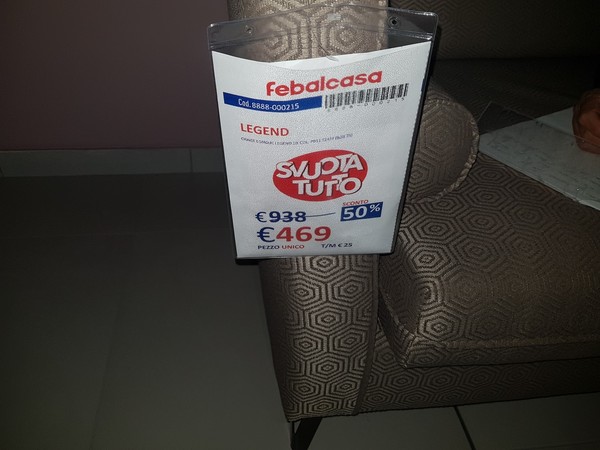 febalcasa
Cod. 8888-000215
LEGEND
SVUOTA
TUTTO
SCONTO
€938
50%
€469
PEZZO UNICO T/M € 25